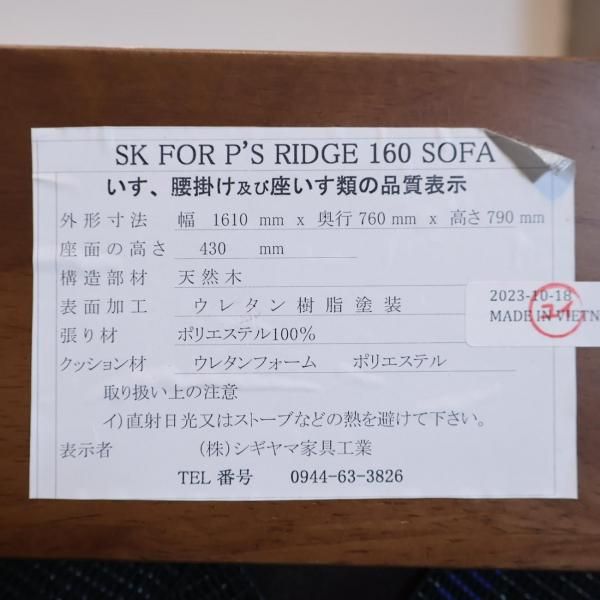 SK FOR P'S RIDGE 160 SOFA
いす、腰掛け及び座いす類の品質表示
外形寸法 幅 1610 mm x 奥行 760 mm x 高さ 790 mm
座面の高さ 430 mm
構造部材 天然木
表面加工 ウレタン樹脂塗装
張り材 ポリエステル100%
クッション材 ウレタンフォーム ポリエステル
取り扱い上の注意
イ)直射日光又はストーブなどの熱を避けて下さい。
表示者 (株)シギヤマ家具工業
TEL 番号 0944-63-3826
2023-10-18
MADE IN VIETN